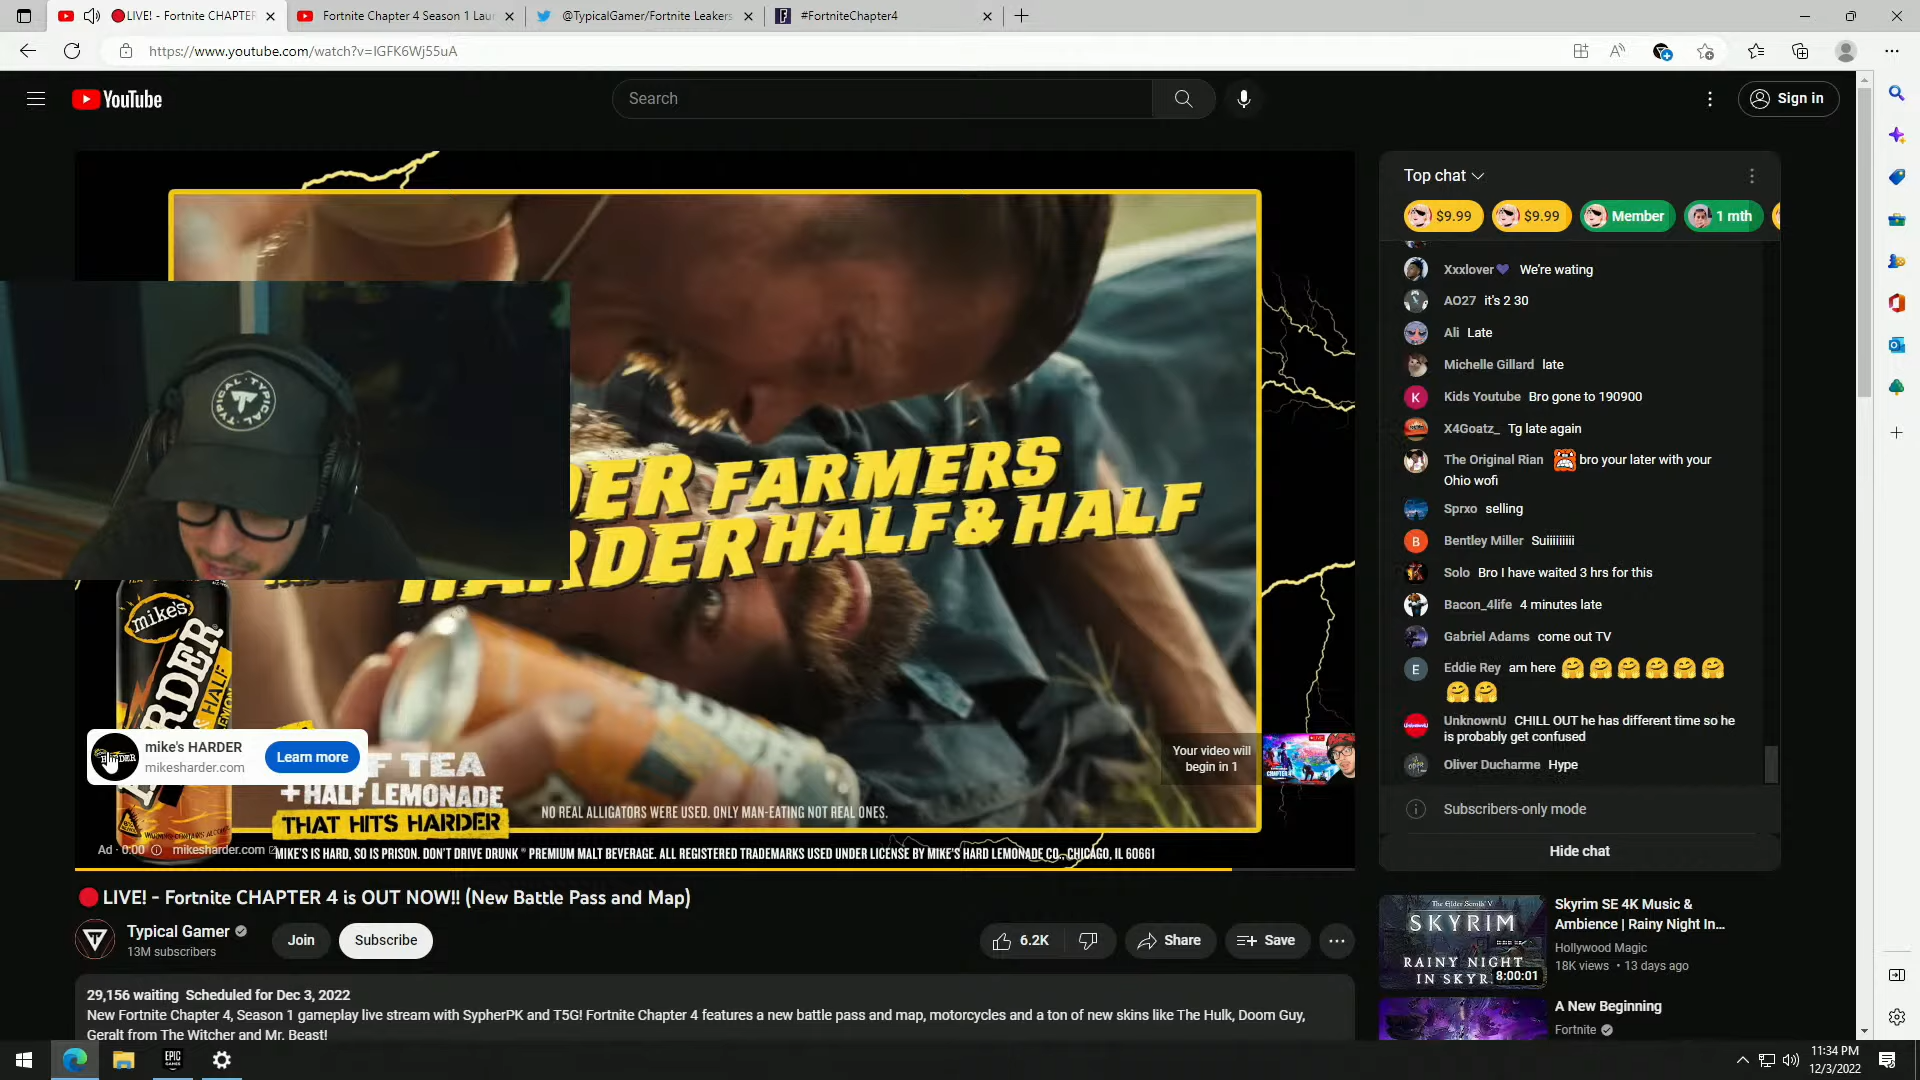 LIVE! - Fortnite CHAPTER
Fortnite Chapter 4 Season 1 Lau
@TypicalGamer/Fortnite Leakers
#FortniteChapter4
https://www.youtube.com/watch?v=IGFK6Wj55uA
YouTube
Search
Sign in
Top chat
$9.99
$9.99
Member
1 mth
Xxxlover💜 We're wating
AO27 it's 2 30
Ali Late
Michelle Gillard late
K Kids Youtube Bro gone to 190900
X4Goatz_ Tg late again
The Original Rian bro your later with your
Ohio wofi
Sprxo selling
B Bentley Miller Suiiiiiiiii
Solo Bro I have waited 3 hrs for this
Bacon_4life 4 minutes late
Gabriel Adams come out TV
E Eddie Rey am here 🤗🤗🤗🤗🤗🤗
🤗🤗
UnknownU CHILL OUT he has different time so he
is probably get confused
Oliver Ducharme Hype
Subscribers-only mode
Hide chat
TYPICAL · TYPICAL
DER FARMERS
HARDER HALF & HALF
mike's
HARDER
HALF
mike's HARDER
mikesharder.com
Learn more
F TEA
+ HALF LEMONADE
THAT HITS HARDER
NO REAL ALLIGATORS WERE USED. ONLY MAN-EATING NOT REAL ONES.
Your video will
begin in 1
Ad · 0:00 mikesharder.com
MIKE'S IS HARD, SO IS PRISON. DON'T DRIVE DRUNK ® PREMIUM MALT BEVERAGE. ALL REGISTERED TRADEMARKS USED UNDER LICENSE BY MIKE'S HARD LEMONADE CO., CHICAGO, IL 60661
🔴LIVE! - Fortnite CHAPTER 4 is OUT NOW!! (New Battle Pass and Map)
Typical Gamer
13M subscribers
Join
Subscribe
6.2K
Share
Save
29,156 waiting Scheduled for Dec 3, 2022
New Fortnite Chapter 4, Season 1 gameplay live stream with SypherPK and T5G! Fortnite Chapter 4 features a new battle pass and map, motorcycles and a ton of new skins like The Hulk, Doom Guy,
Geralt from The Witcher and Mr. Beast!
The Elder Scrolls V
SKYRIM
RAINY NIGHT
IN SKYR
8:00:01
Skyrim SE 4K Music &
Ambience | Rainy Night In...
Hollywood Magic
18K views • 13 days ago
A New Beginning
Fortnite
EPIC
GAMES
11:34 PM
12/3/2022